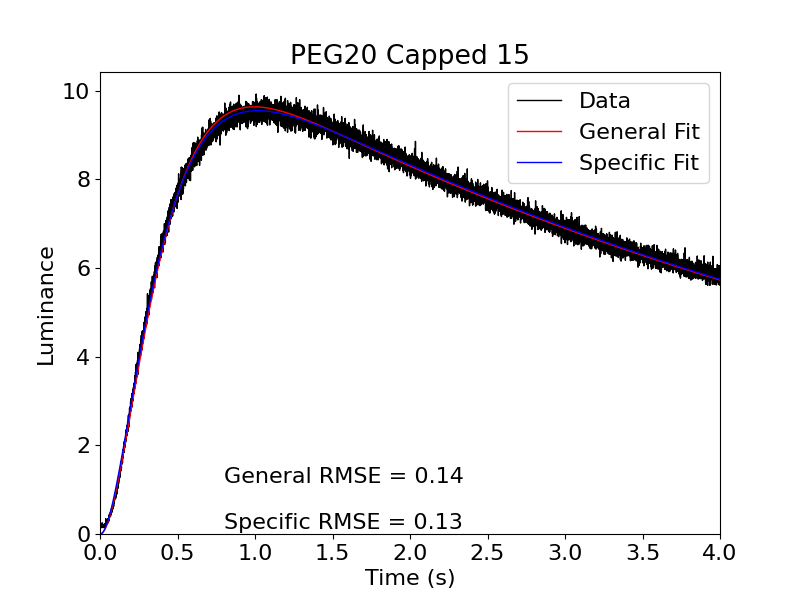 PEG20 Capped 15
Luminance
10
8
6
4
2
0
Data
General Fit
Specific Fit
General RMSE = 0.14
Specific RMSE = 0.13
0.0 0.5 1.0 1.5 2.0 2.5 3.0 3.5 4.0
Time (s)